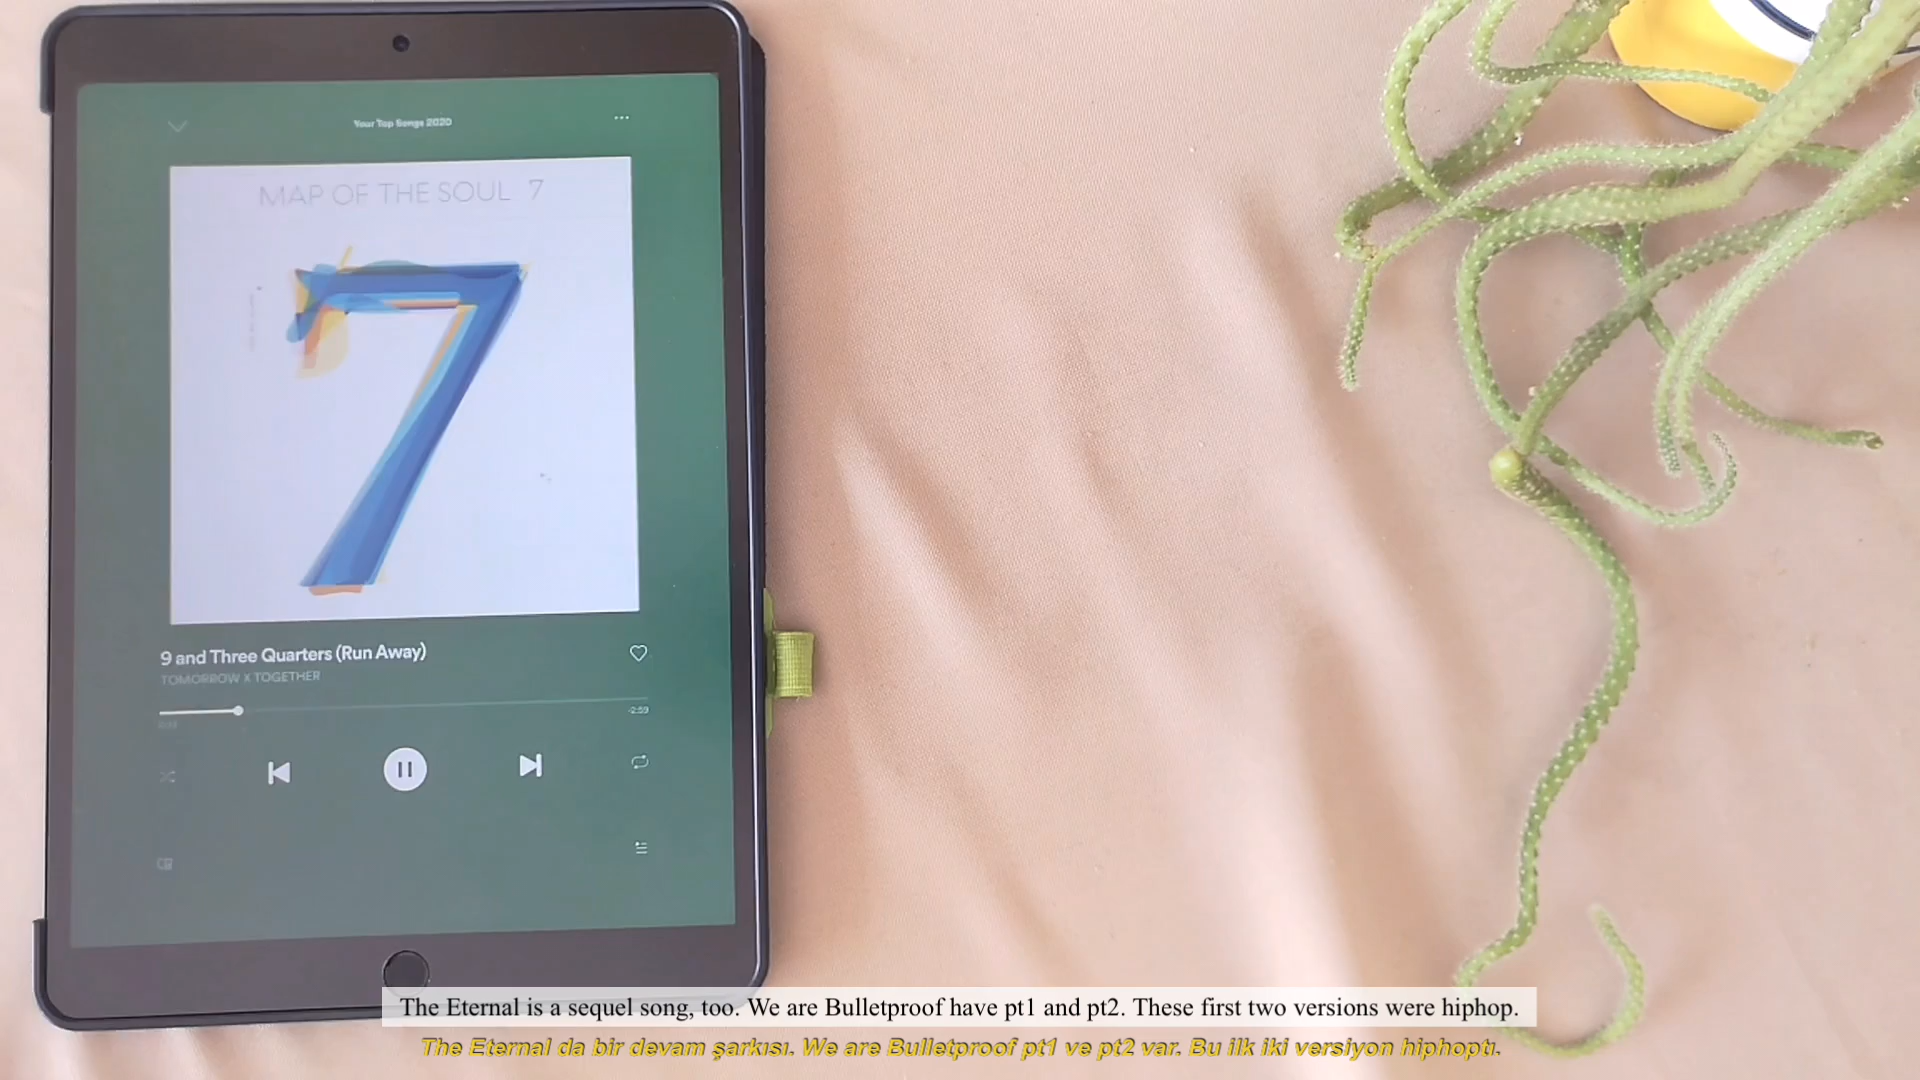 Your Top Songs 2020
MAP OF THE SOUL 7
9 and Three Quarters (Run Away)
TOMORROW X TOGETHER
-2:59
The Eternal is a sequel song, too. We are Bulletproof have pt1 and pt2. These first two versions were hiphop.
The Eternal da bir devam şarkısı. We are Bulletproof pt1 ve pt2 var. Bu ilk iki versiyon hiphoptı.